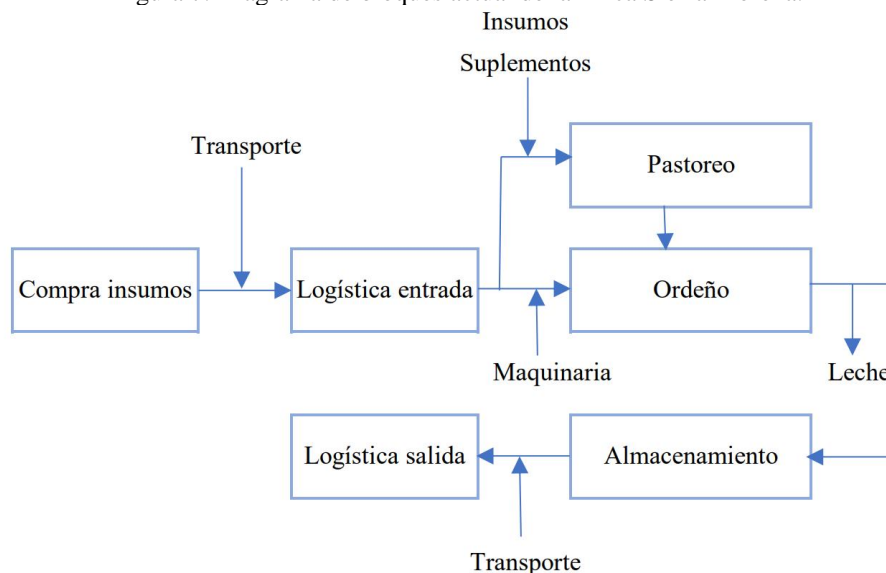 Insumos
Suplementos
Transporte
Pastoreo
Compra insumos
Logística entrada
Ordeño
Maquinaria
Leche
Logística salida
Almacenamiento
Transporte